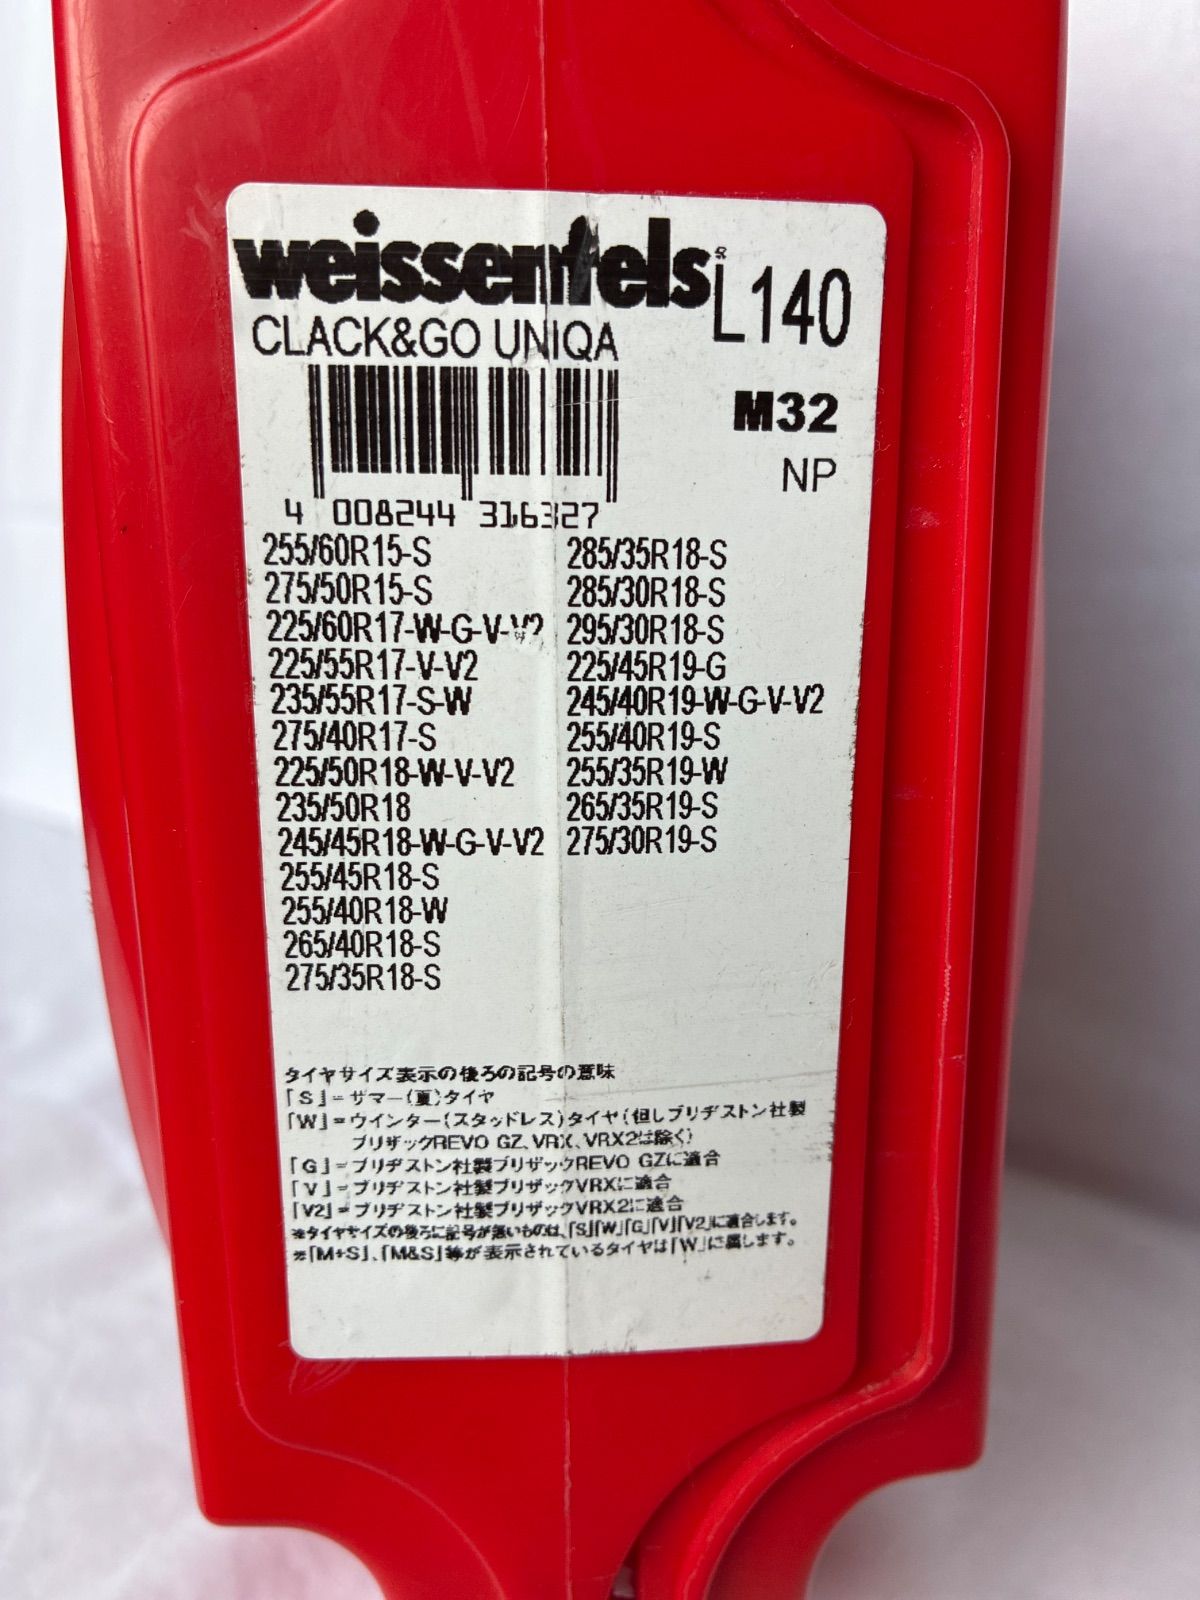 weissenfels
L140
CLACK&GO UNIQA
M32
NP
4 008244 316327
255/60R15-S
275/50R15-S
225/60R17-W-G-V-V2
225/55R17-V-V2
235/55R17-S-W
275/40R17-S
225/50R18-W-V-V2
235/50R18
245/45R18-W-G-V-V2
255/45R18-S
255/40R18-W
265/40R18-S
275/35R18-S
285/35R18-S
285/30R18-S
295/30R18-S
225/45R19-G
245/40R19-W-G-V-V2
255/40R19-S
255/35R19-W
265/35R19-S
275/30R19-S
タイヤサイズ表示の後ろの記号の意味
「S」=サマー(夏)タイヤ
「W」=ウインター(スタッドレス)タイヤ(但しブリヂストン社製
ブリザックREVO GZ、VRX、VRX2は除く)
「G」=ブリヂストン社製ブリザックREVO GZに適合
「V」=ブリヂストン社製ブリザックVRXに適合
「V2」=ブリヂストン社製ブリザックVRX2に適合
※タイヤサイズの後ろに記号が無いものは、「S」「W」「G」「V」「V2」に適合します。
※「M+S」、「M&S」等が表示されているタイヤは「W」に属します。